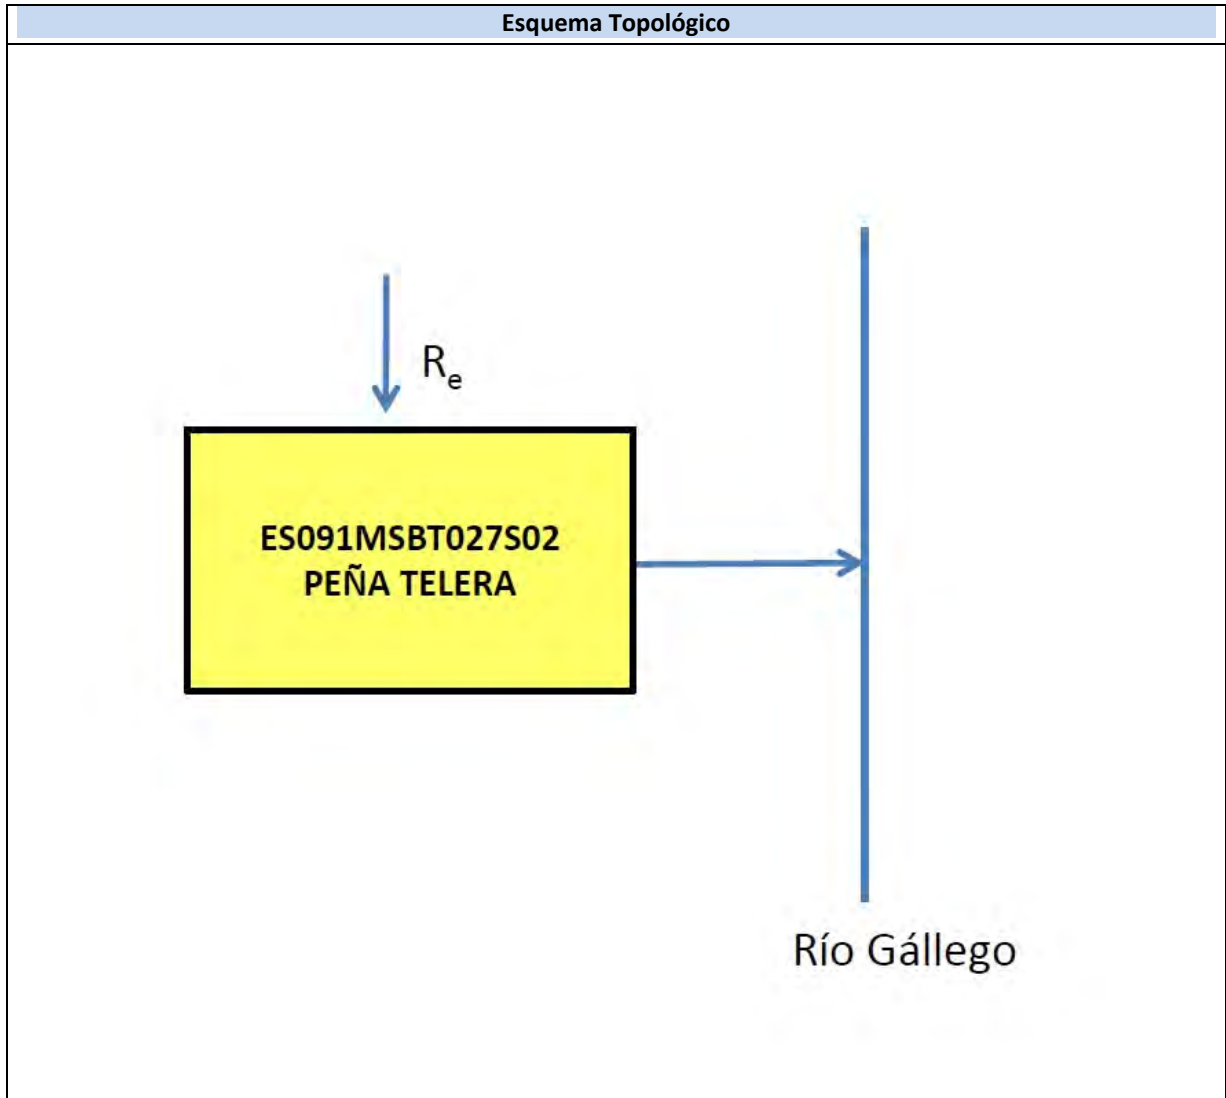 Esquema Topológico
Re
ES091MSBT027S02
PEÑA TELERA
Río Gállego